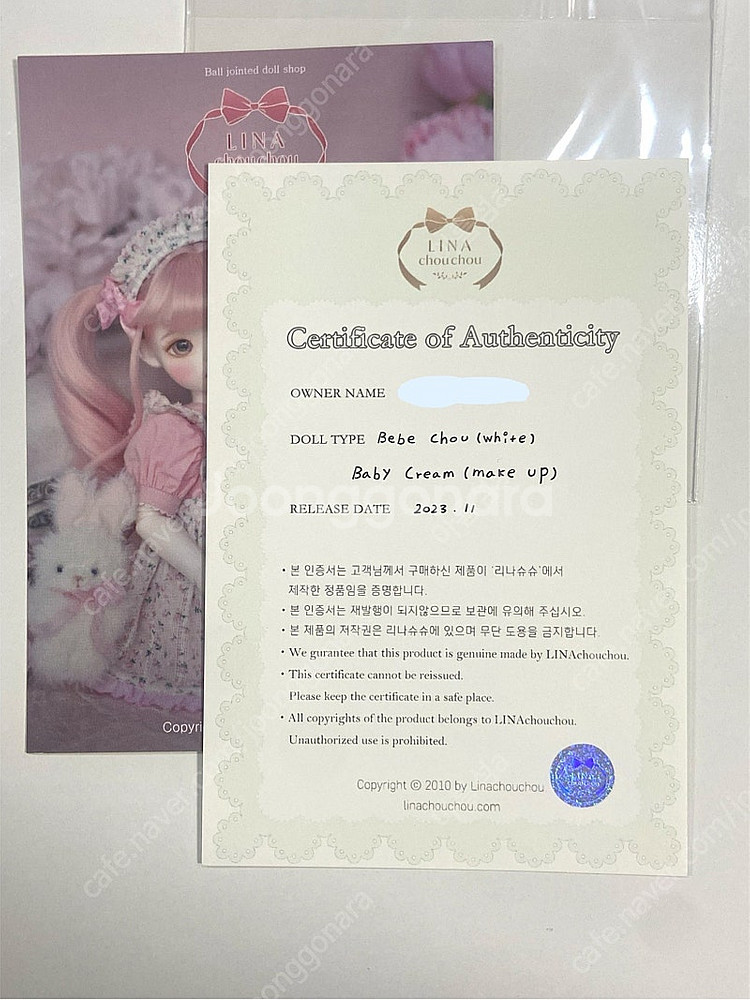 Ball jointed doll shop
LINA
chouchou
LINA
chouchou
Certificate of Authenticity
OWNER NAME
DOLL TYPE Bebe Chou (white)
Baby Cream (make up)
RELEASE DATE 2023.11
Joonggonara
• 본 인증서는 고객님께서 구매하신 제품이 '리나슈슈'에서
제작한 정품임을 증명합니다.
• 본 인증서는 재발행이 되지않으므로 보관에 유의해 주십시오.
• 본 제품의 저작권은 리나슈슈에 있으며 무단 도용을 금지합니다.
• We gurantee that this product is genuine made by LINAchouchou.
• This certificate cannot be reissued.
Please keep the certificate in a safe place.
• All copyrights of the product belongs to LINAchouchou.
Unauthorized use is prohibited.
Copyright © 2010 by Linachouchou
linachouchou.com
LINA